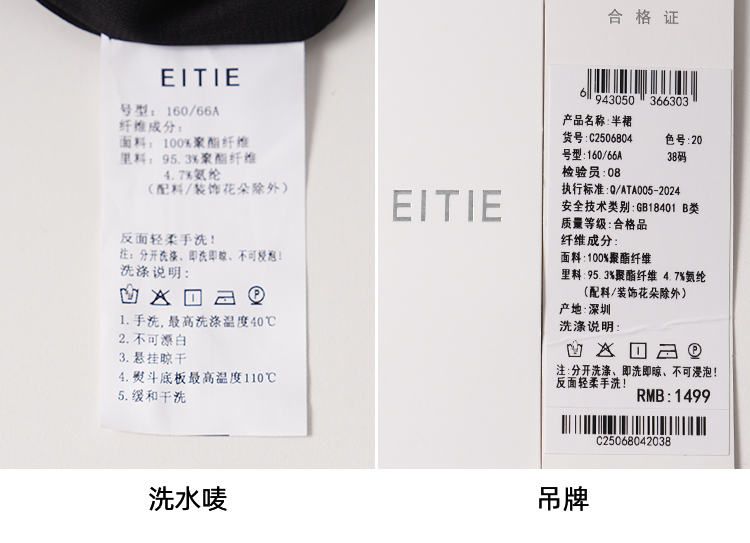 EITIE
号型: 160/66A
纤维成分:
面料: 100%聚酯纤维
里料: 95.3%聚酯纤维
4.7%氨纶
(配料/装饰花朵除外)
反面轻柔手洗!
注: 分开洗涤、即洗即晾、不可浸泡!
洗涤说明:
1.手洗,最高洗涤温度40℃
2.不可漂白
3.悬挂晾干
4.熨斗底板最高温度110℃
5.缓和干洗
洗水唛
EITIE
合格证
6 943050 366303
产品名称:半裙
货号:C2506804 色号:20
号型:160/66A 38码
检验员:08
执行标准:Q/ATA005-2024
安全技术类别:GB18401 B类
质量等级:合格品
纤维成分:
面料:100%聚酯纤维
里料:95.3%聚酯纤维 4.7%氨纶
(配料/装饰花朵除外)
产地:深圳
洗涤说明:
注:分开洗涤、即洗即晾、不可浸泡!
反面轻柔手洗!
RMB:1499
C25068042038
吊牌